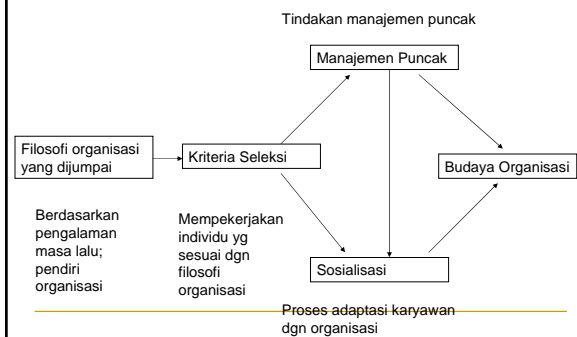 Tindakan manajemen puncak
Manajemen Puncak
Filosofi organisasi
yang dijumpai
Kriteria Seleksi
Budaya Organisasi
Berdasarkan
pengalaman
masa lalu;
pendiri
organisasi
Mempekerjakan
individu yg
sesuai dgn
filosofi
organisasi
Sosialisasi
Proses adaptasi karyawan
dgn organisasi